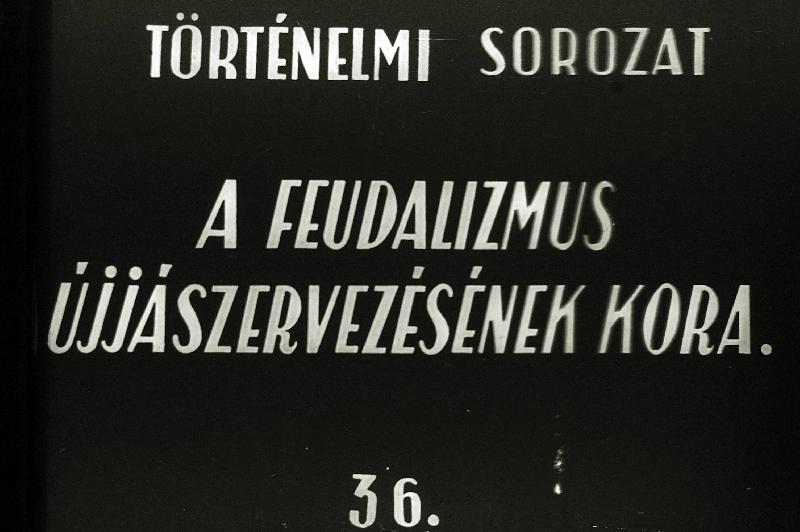 TÖRTÉNELMI SOROZAT
A FEUDALIZMUS
ÚJJÁSZERVEZÉSÉNEK KORA.
36.